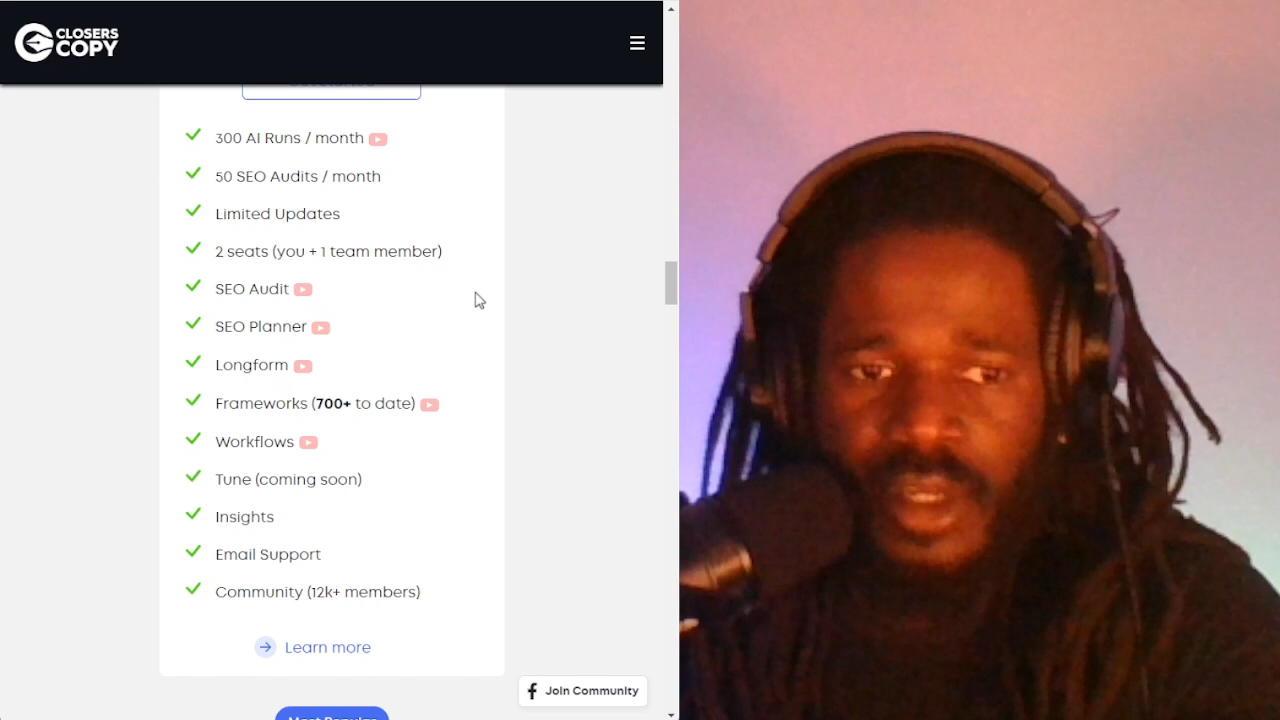 CLOSERS
COPY
300 AI Runs / month
50 SEO Audits / month
Limited Updates
2 seats (you + 1 team member)
SEO Audit
SEO Planner
Longform
Frameworks (700+ to date)
Workflows
Tune (coming soon)
Insights
Email Support
Community (12k+ members)
Learn more
Join Community
Most Popular